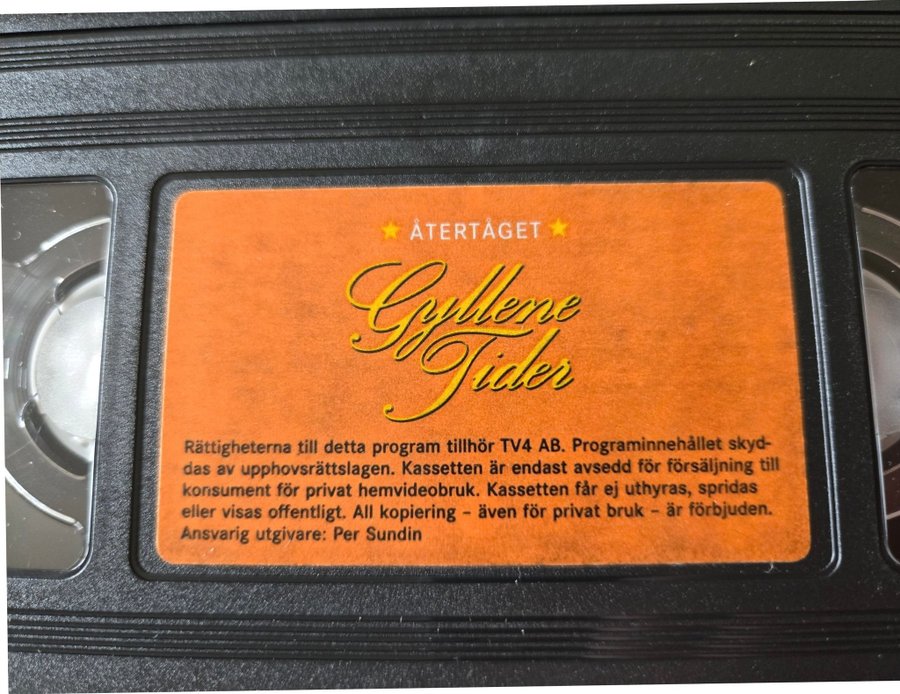 ÅTERTÅGET
Gyllene
Tider
Rättigheterna till detta program tillhör TV4 AB. Programinnehållet skyd-
das av upphovsrättslagen. Kassetten är endast avsedd för försäljning till
konsument för privat hemvideobruk. Kassetten får ej uthyras, spridas
eller visas offentligt. All kopiering – även för privat bruk – är förbjuden.
Ansvarig utgivare: Per Sundin